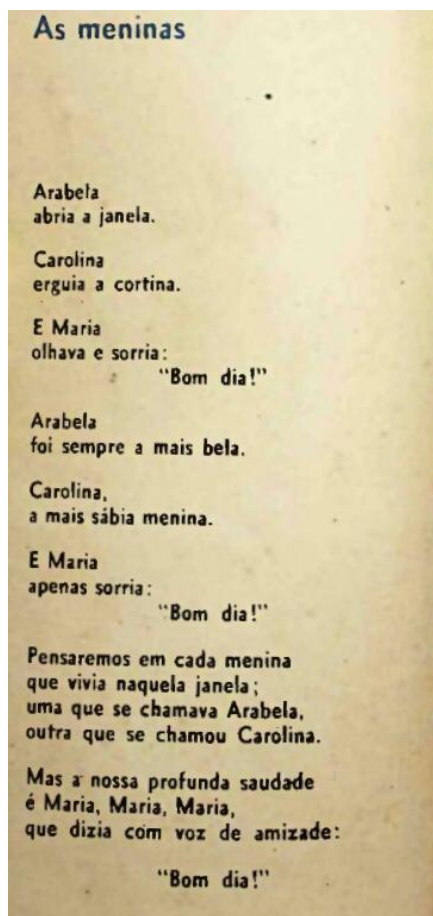 As meninas
Arabela
abria a janela.
Carolina
erguia a cortina.
E Maria
olhava e sorria:
"Bom dia!"
Arabela
foi sempre a mais bela.
Carolina,
a mais sábia menina.
E Maria
apenas sorria:
"Bom dia!"
Pensaremos em cada menina
que vivia naquela janela;
uma que se chamava Arabela,
outra que se chamou Carolina.
Mas a nossa profunda saudade
é Maria, Maria, Maria,
que dizia com voz de amizade:
"Bom dia!"